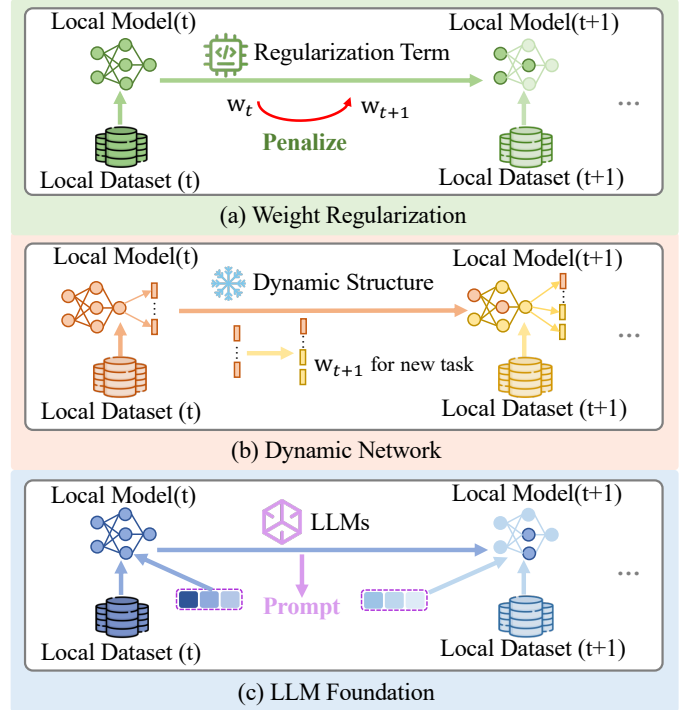 Local Model(t)
Local Model(t+1)
Regularization Term
w_t
w_{t+1}
Penalize
...
Local Dataset (t)
Local Dataset (t+1)
(a) Weight Regularization
Local Model(t)
Local Model(t+1)
Dynamic Structure
w_{t+1} for new task
...
Local Dataset (t)
Local Dataset (t+1)
(b) Dynamic Network
Local Model(t)
Local Model(t+1)
LLMs
Prompt
...
Local Dataset (t)
Local Dataset (t+1)
(c) LLM Foundation